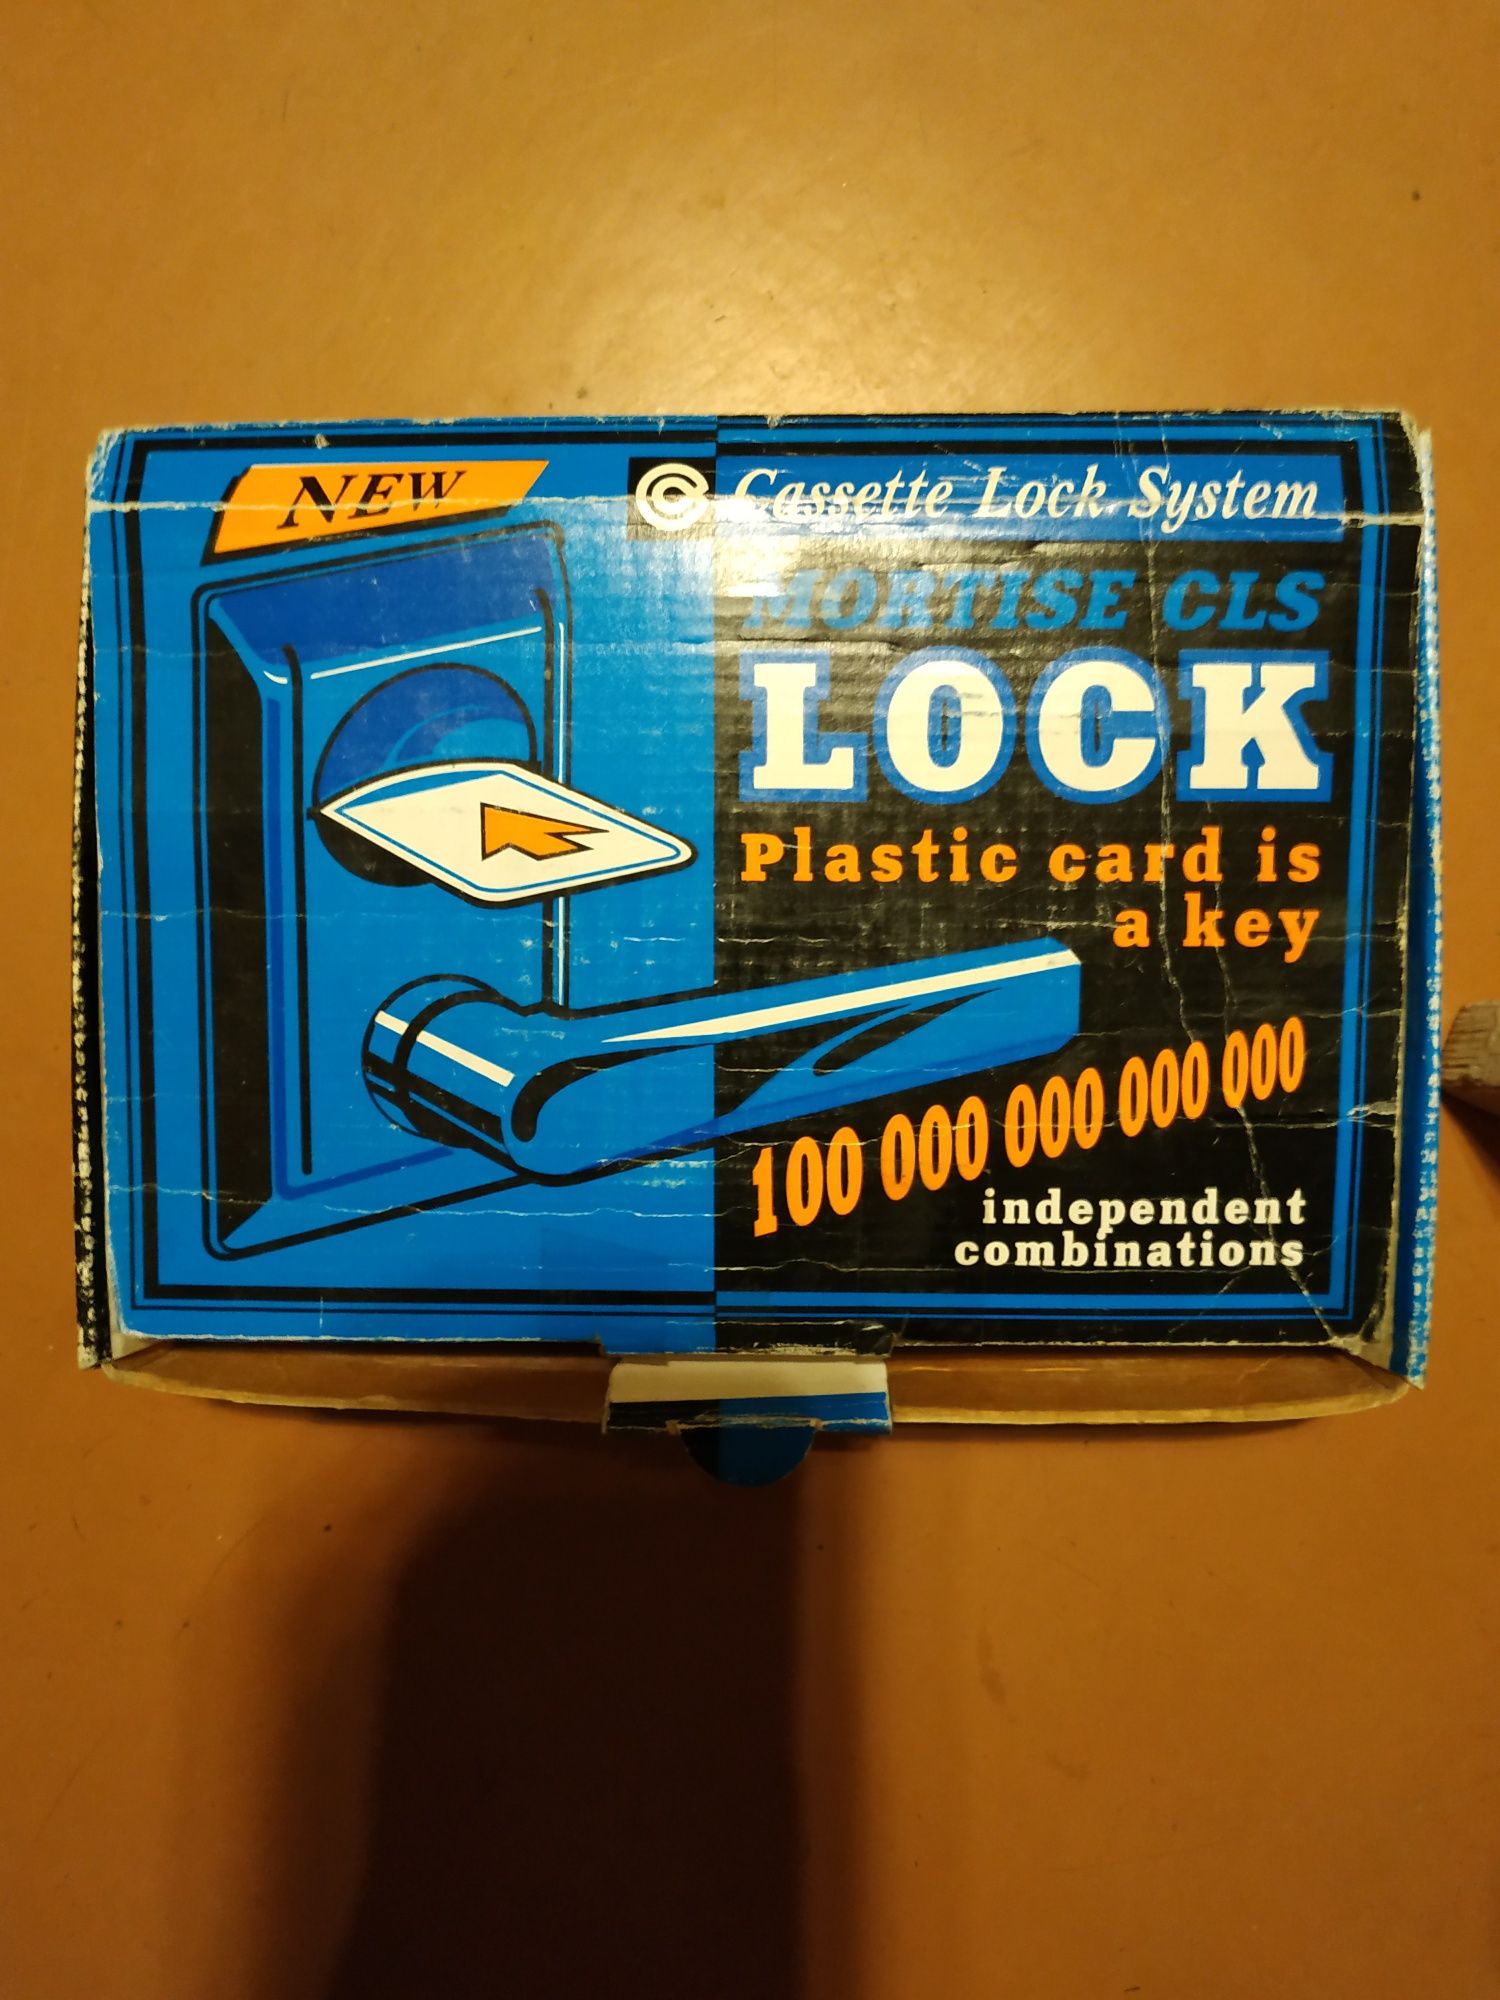 NEW
Cassette Lock System
MORTISE CLS
LOCK
Plastic card is
a key
100 000 000 000 000
independent
combinations